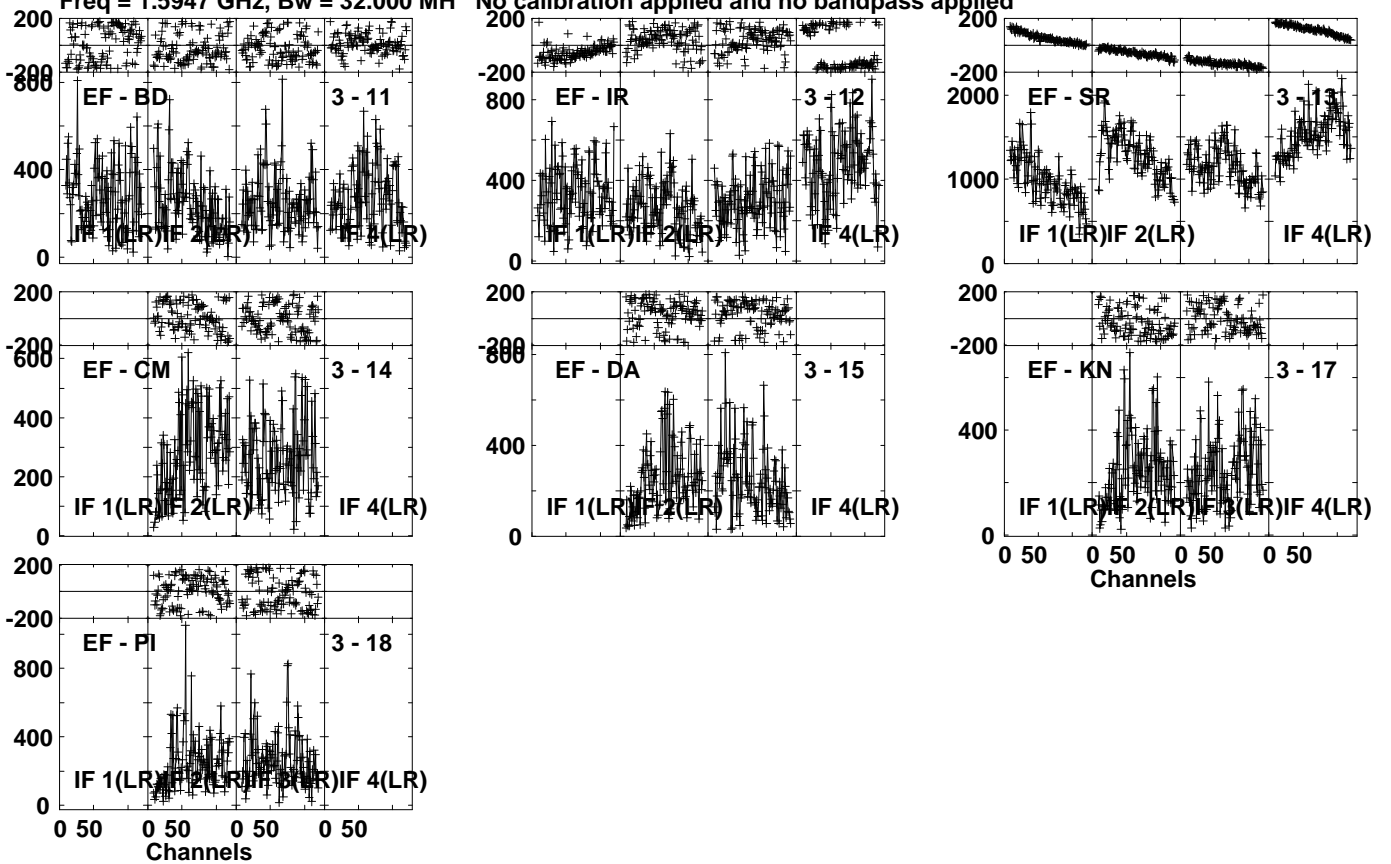 Freq = 1.5947 GHz, Bw = 32.000 MH No calibration applied and no bandpass applied
200
-200
800
400
0
EF - BD
3 - 11
IF 1(LR)
IF 2(LR)
IF 4(LR)
200
-200
800
400
0
EF - IR
3 - 12
IF 1(LR)
IF 2(LR)
IF 4(LR)
200
-200
2000
1000
0
EF - SR
3 - 13
IF 1(LR)
IF 2(LR)
IF 4(LR)
200
-200
600
400
200
0
EF - CM
3 - 14
IF 1(LR)
IF 2(LR)
IF 4(LR)
200
-200
800
400
0
EF - DA
3 - 15
IF 1(LR)
IF 2(LR)
IF 4(LR)
200
-200
400
0
EF - KN
3 - 17
IF 1(LR)
IF 2(LR)
IF 3(LR)
IF 4(LR)
0 50 0 50 0 50 0 50
Channels
200
-200
800
400
0
EF - PI
3 - 18
IF 1(LR)
IF 2(LR)
IF 3(LR)
IF 4(LR)
0 50 0 50 0 50 0 50
Channels